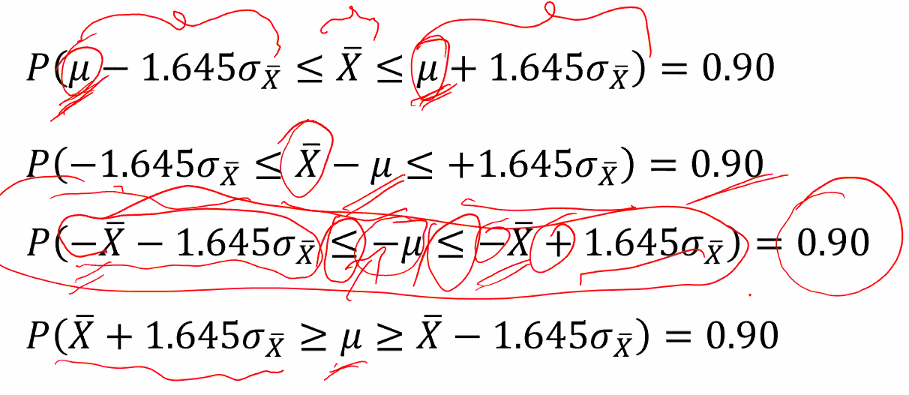 P(μ − 1.645σ_X̄ ≤ X̄ ≤ μ + 1.645σ_X̄) = 0.90
P(−1.645σ_X̄ ≤ X̄ − μ ≤ +1.645σ_X̄) = 0.90
P(−X̄ − 1.645σ_X̄ ≤ −μ ≤ −X̄ + 1.645σ_X̄) = 0.90
P(X̄ + 1.645σ_X̄ ≥ μ ≥ X̄ − 1.645σ_X̄) = 0.90